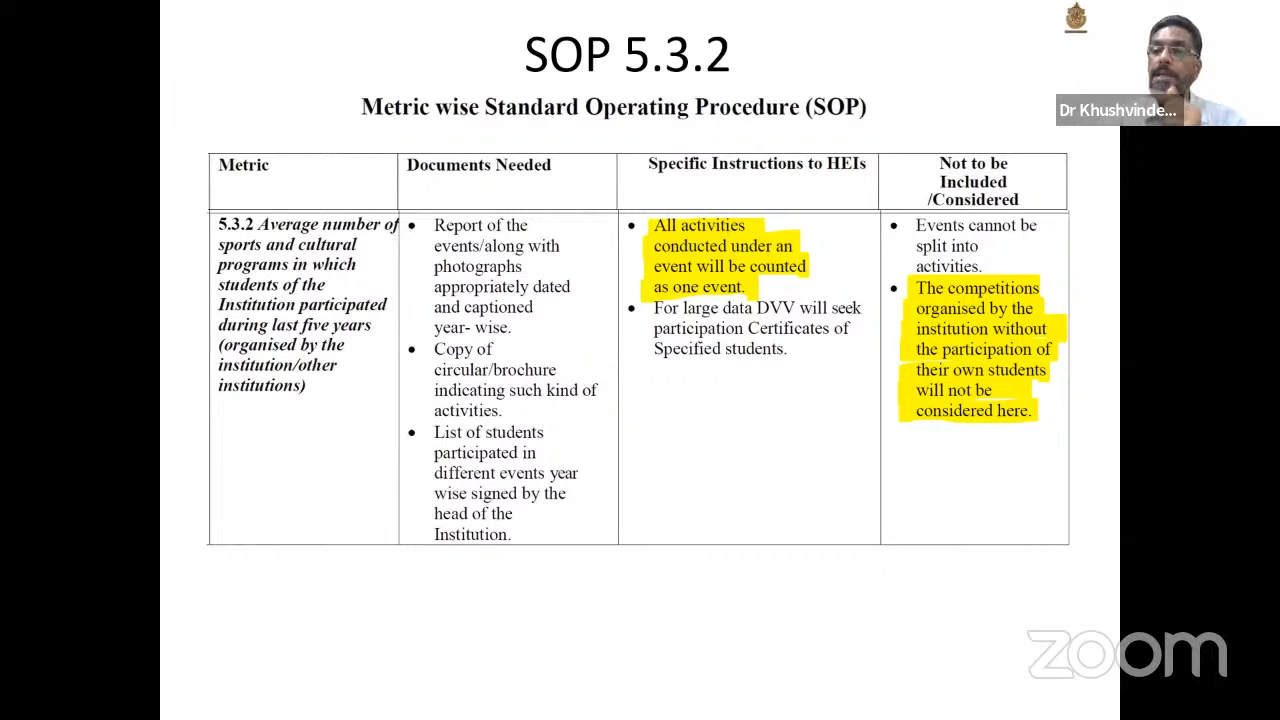 SOP 5.3.2
Metric wise Standard Operating Procedure (SOP)
Dr Khushvinde...
Metric
Documents Needed
Specific Instructions to HEIs
Not to be
Included
/Considered
5.3.2 Average number of
sports and cultural
programs in which
students of the
Institution participated
during last five years
(organised by the
institution/other
institutions)
• Report of the
events/along with
photographs
appropriately dated
and captioned
year- wise.
• Copy of
circular/brochure
indicating such kind of
activities.
• List of students
participated in
different events year
wise signed by the
head of the
Institution.
• All activities
conducted under an
event will be counted
as one event.
• For large data DVV will seek
participation Certificates of
Specified students.
• Events cannot be
split into
activities.
• The competitions
organised by the
institution without
the participation of
their own students
will not be
considered here.
zoom